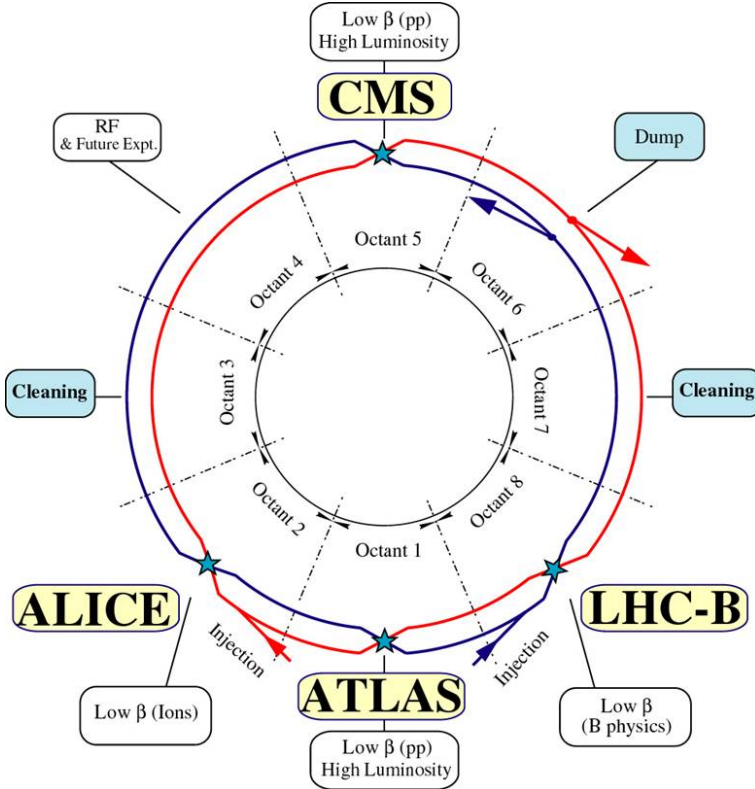 Low β (pp)
High Luminosity
CMS
RF
& Future Expt.
Dump
Octant 5
Octant 4
Octant 6
Cleaning
Octant 3
Octant 7
Cleaning
Octant 2
Octant 8
Octant 1
ALICE
LHC-B
Injection
Injection
ATLAS
Low β (Ions)
Low β
(B physics)
Low β (pp)
High Luminosity